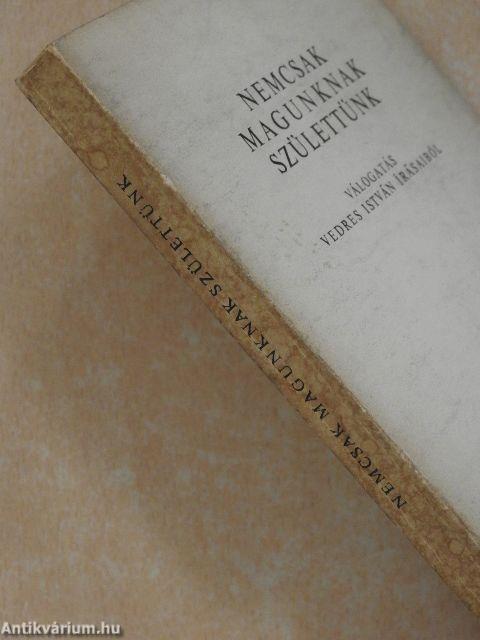 NEMCSAK
MAGUNKNAK
SZÜLETTÜNK
VÁLOGATÁS
VEDRES ISTVÁN ÍRÁSAIBÓL
NEMCSAK MAGUNKNAK SZÜLETTÜNK
Antikvárium.hu